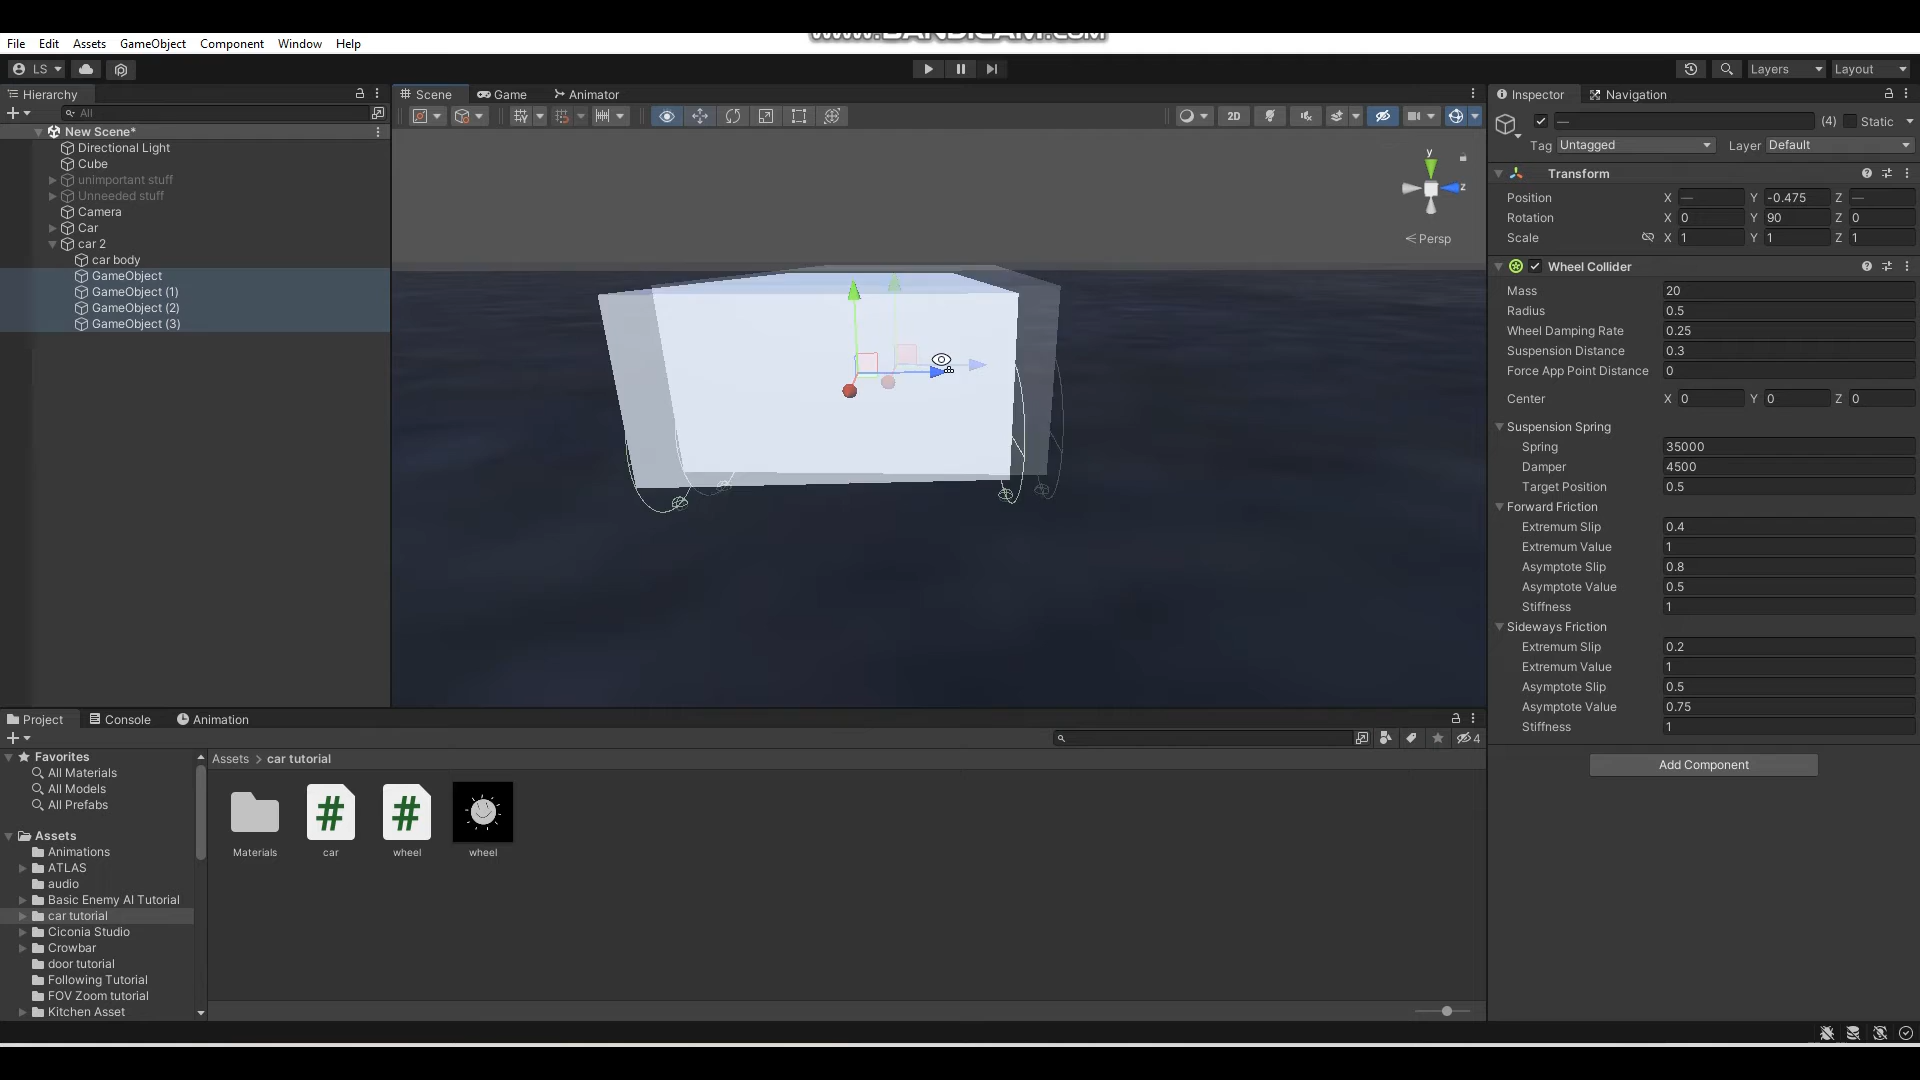 www.BANDICAM.com
File Edit Assets GameObject Component Window Help
LS Layers Layout
Hierarchy Scene Game Animator Inspector Navigation
All 2D
New Scene*
Directional Light
Cube
unimportant stuff
Unneeded stuff
Camera
Car
car 2
car body
GameObject
GameObject (1)
GameObject (2)
GameObject (3)
y
z
Persp
— (4) Static
Tag Untagged Layer Default
Transform
Position X — Y -0.475 Z —
Rotation X 0 Y 90 Z 0
Scale X 1 Y 1 Z 1
Wheel Collider
Mass 20
Radius 0.5
Wheel Damping Rate 0.25
Suspension Distance 0.3
Force App Point Distance 0
Center X 0 Y 0 Z 0
Suspension Spring
Spring 35000
Damper 4500
Target Position 0.5
Forward Friction
Extremum Slip 0.4
Extremum Value 1
Asymptote Slip 0.8
Asymptote Value 0.5
Stiffness 1
Sideways Friction
Extremum Slip 0.2
Extremum Value 1
Asymptote Slip 0.5
Asymptote Value 0.75
Stiffness 1
Add Component
Project Console Animation
4
Favorites
All Materials
All Models
All Prefabs
Assets
Animations
ATLAS
audio
Basic Enemy AI Tutorial
car tutorial
Ciconia Studio
Crowbar
door tutorial
Following Tutorial
FOV Zoom tutorial
Kitchen Asset
Assets > car tutorial
Materials car wheel wheel